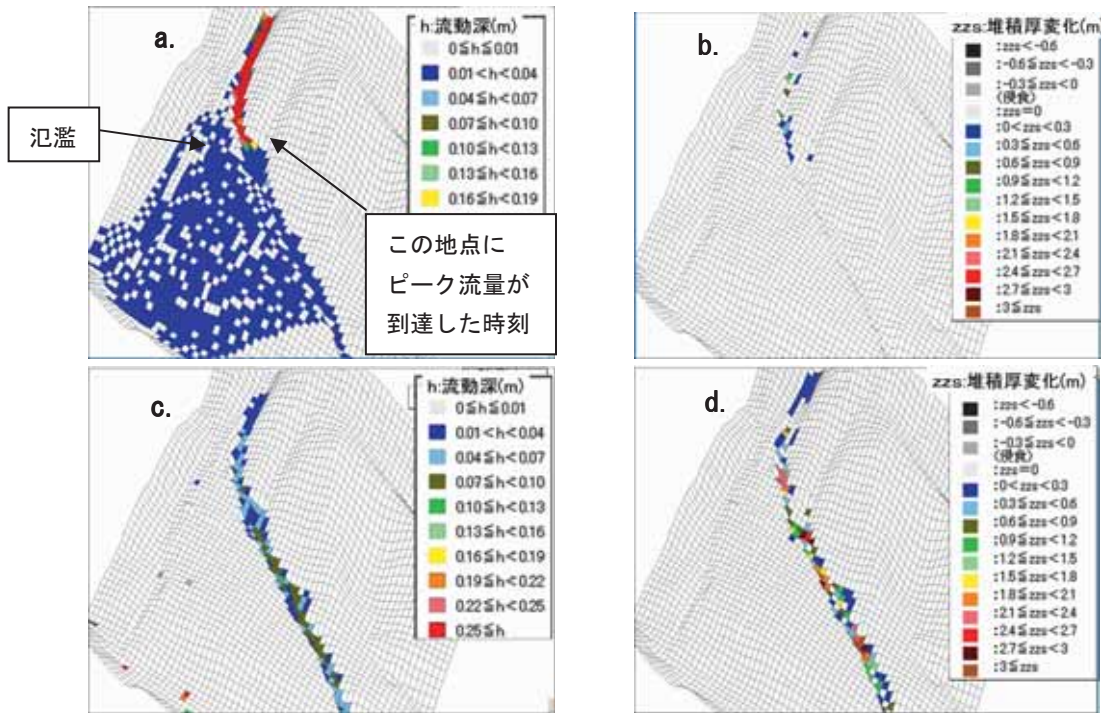 a.
氾濫
h:流動深(m)
0≦h≦0.01
0.01<h<0.04
0.04≦h<0.07
0.07≦h<0.10
0.10≦h<0.13
0.13≦h<0.16
0.16≦h<0.19
この地点に
ピーク流量が
到達した時刻
b.
zzs:堆積厚変化(m)
:zzs<-0.6
:-0.6≦zzs<-0.3
:-0.3≦zzs<0
(侵食)
:zzs=0
:0<zzs<0.3
:0.3≦zzs<0.6
:0.6≦zzs<0.9
:0.9≦zzs<1.2
:1.2≦zzs<1.5
:1.5≦zzs<1.8
:1.8≦zzs<2.1
:2.1≦zzs<2.4
:2.4≦zzs<2.7
:2.7≦zzs<3
:3≦zzs
c.
h:流動深(m)
0≦h≦0.01
0.01<h<0.04
0.04≦h<0.07
0.07≦h<0.10
0.10≦h<0.13
0.13≦h<0.16
0.16≦h<0.19
0.19≦h<0.22
0.22≦h<0.25
0.25≦h
d.
zzs:堆積厚変化(m)
:zzs<-0.6
:-0.6≦zzs<-0.3
:-0.3≦zzs<0
(侵食)
:zzs=0
:0<zzs<0.3
:0.3≦zzs<0.6
:0.6≦zzs<0.9
:0.9≦zzs<1.2
:1.2≦zzs<1.5
:1.5≦zzs<1.8
:1.8≦zzs<2.1
:2.1≦zzs<2.4
:2.4≦zzs<2.7
:2.7≦zzs<3
:3≦zzs